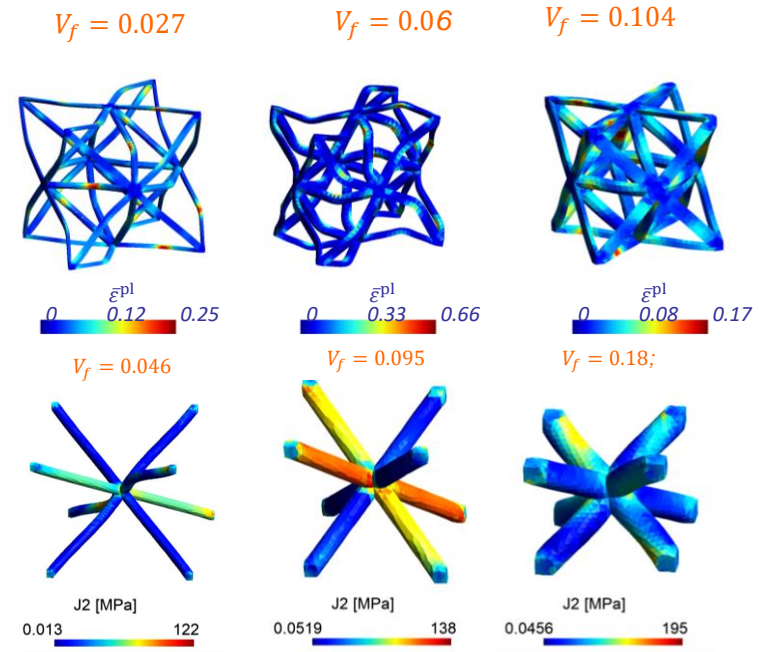 V_f = 0.027
V_f = 0.06
V_f = 0.104
ε̄^pl
0 0.12 0.25
ε̄^pl
0 0.33 0.66
ε̄^pl
0 0.08 0.17
V_f = 0.046
V_f = 0.095
V_f = 0.18;
J2 [MPa]
0.013 122
J2 [MPa]
0.0519 138
J2 [MPa]
0.0456 195